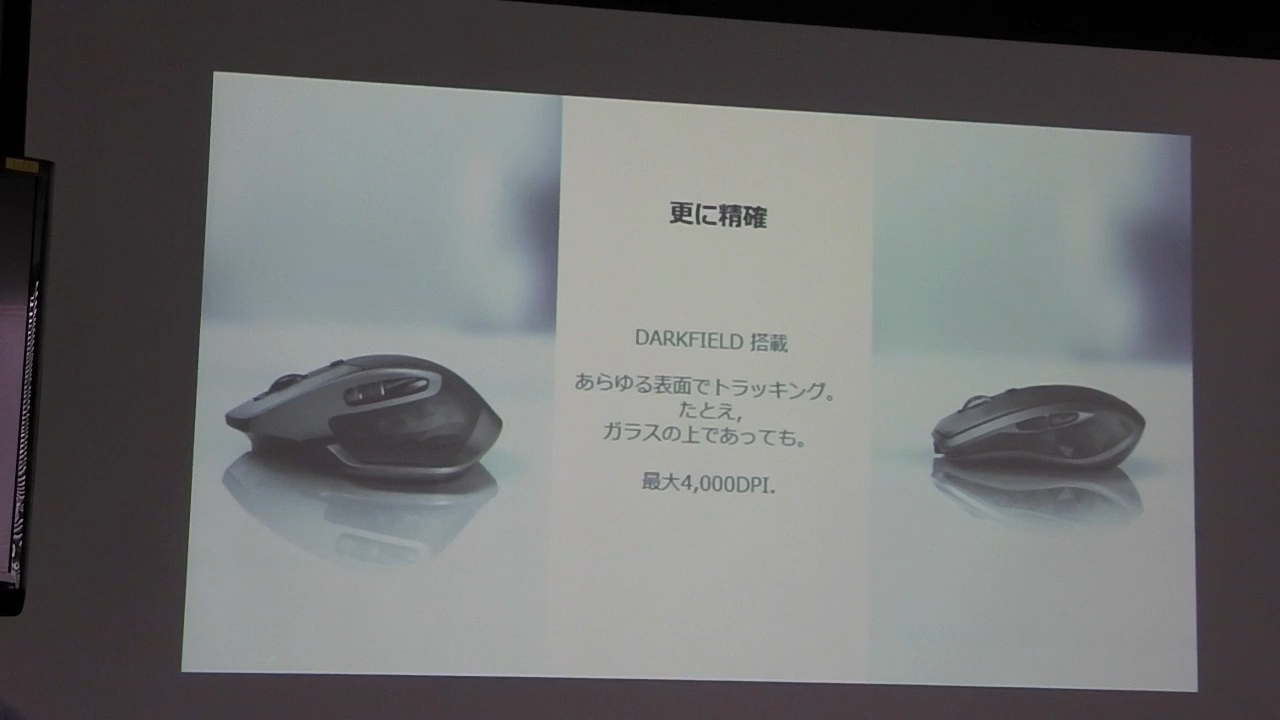 更に精確
DARKFIELD 搭載
あらゆる表面でトラッキング。
たとえ,
ガラスの上であっても。
最大4,000DPI.